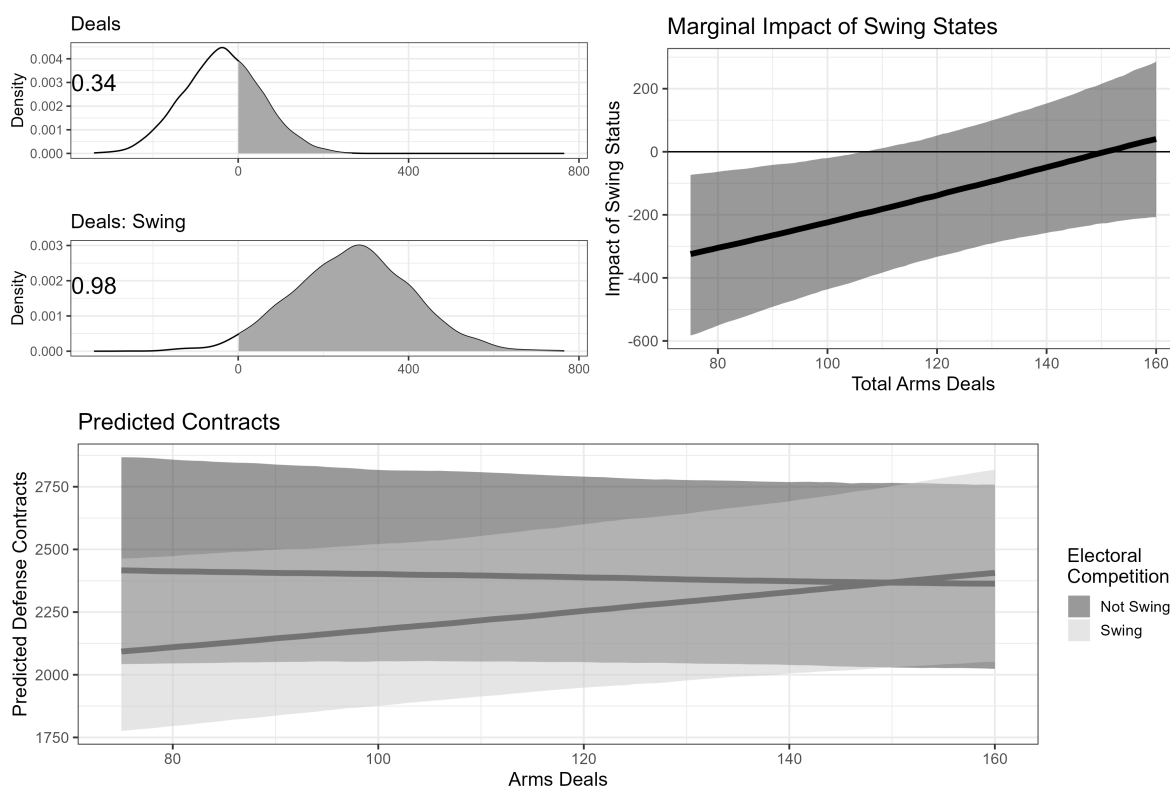 Deals
Density
0.004
0.003
0.002
0.001
0.000
0.34
0
400
800
Deals: Swing
Density
0.003
0.002
0.001
0.000
0.98
0
400
800
Marginal Impact of Swing States
Impact of Swing Status
200
0
-200
-400
-600
80
100
120
140
160
Total Arms Deals
Predicted Contracts
Predicted Defense Contracts
2750
2500
2250
2000
1750
80
100
120
140
160
Arms Deals
Electoral
Competition
Not Swing
Swing